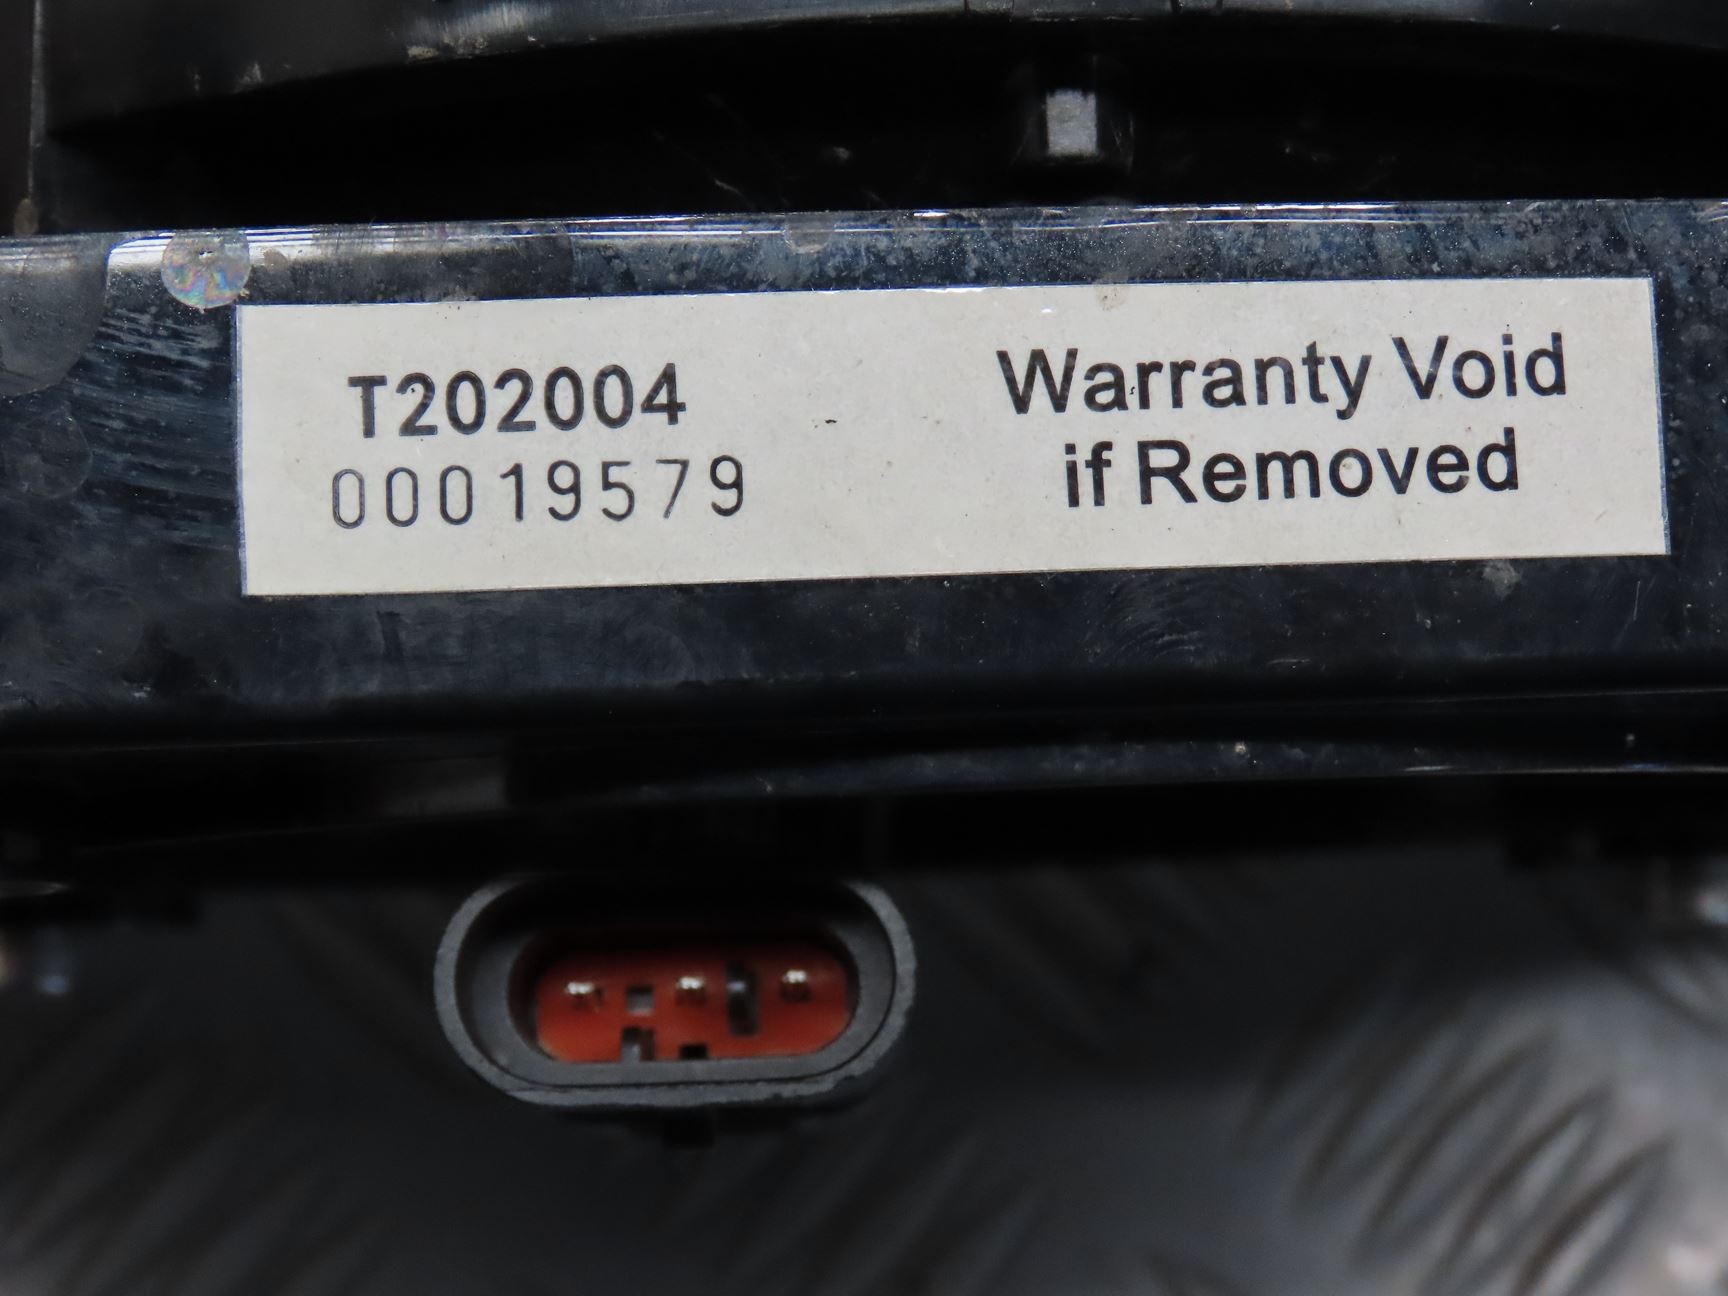 T202004
00019579
Warranty Void
if Removed